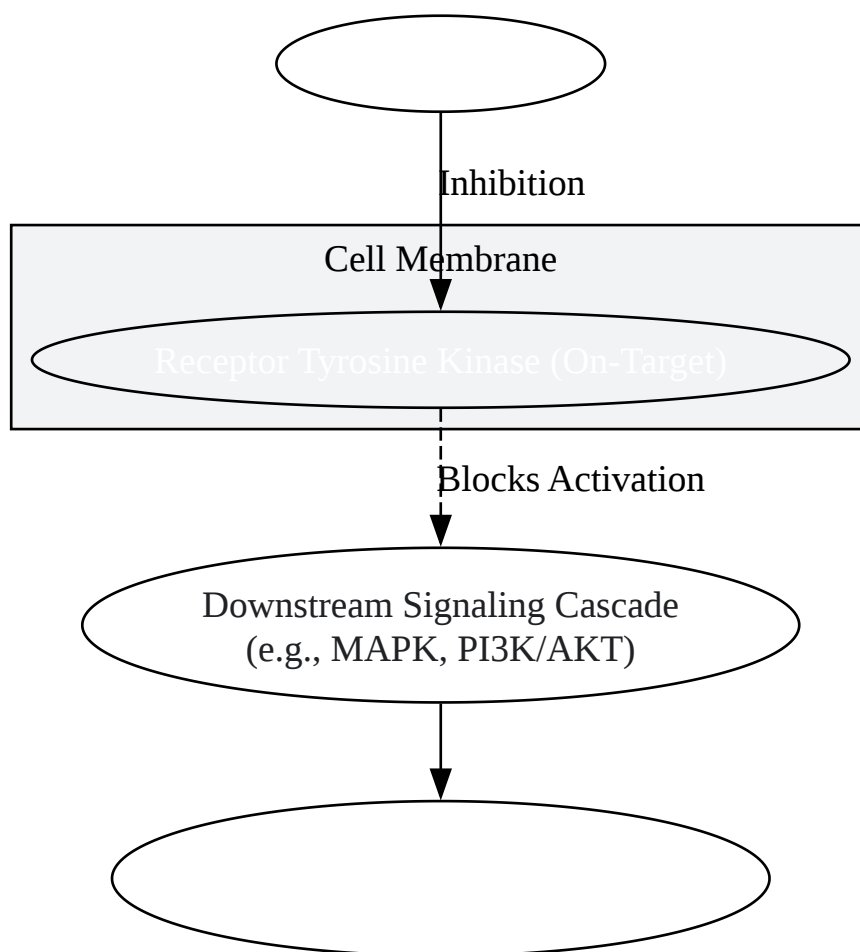 Inhibition
Cell Membrane
Receptor Tyrosine Kinase (On-Target)
Blocks Activation
Downstream Signaling Cascade
(e.g., MAPK, PI3K/AKT)